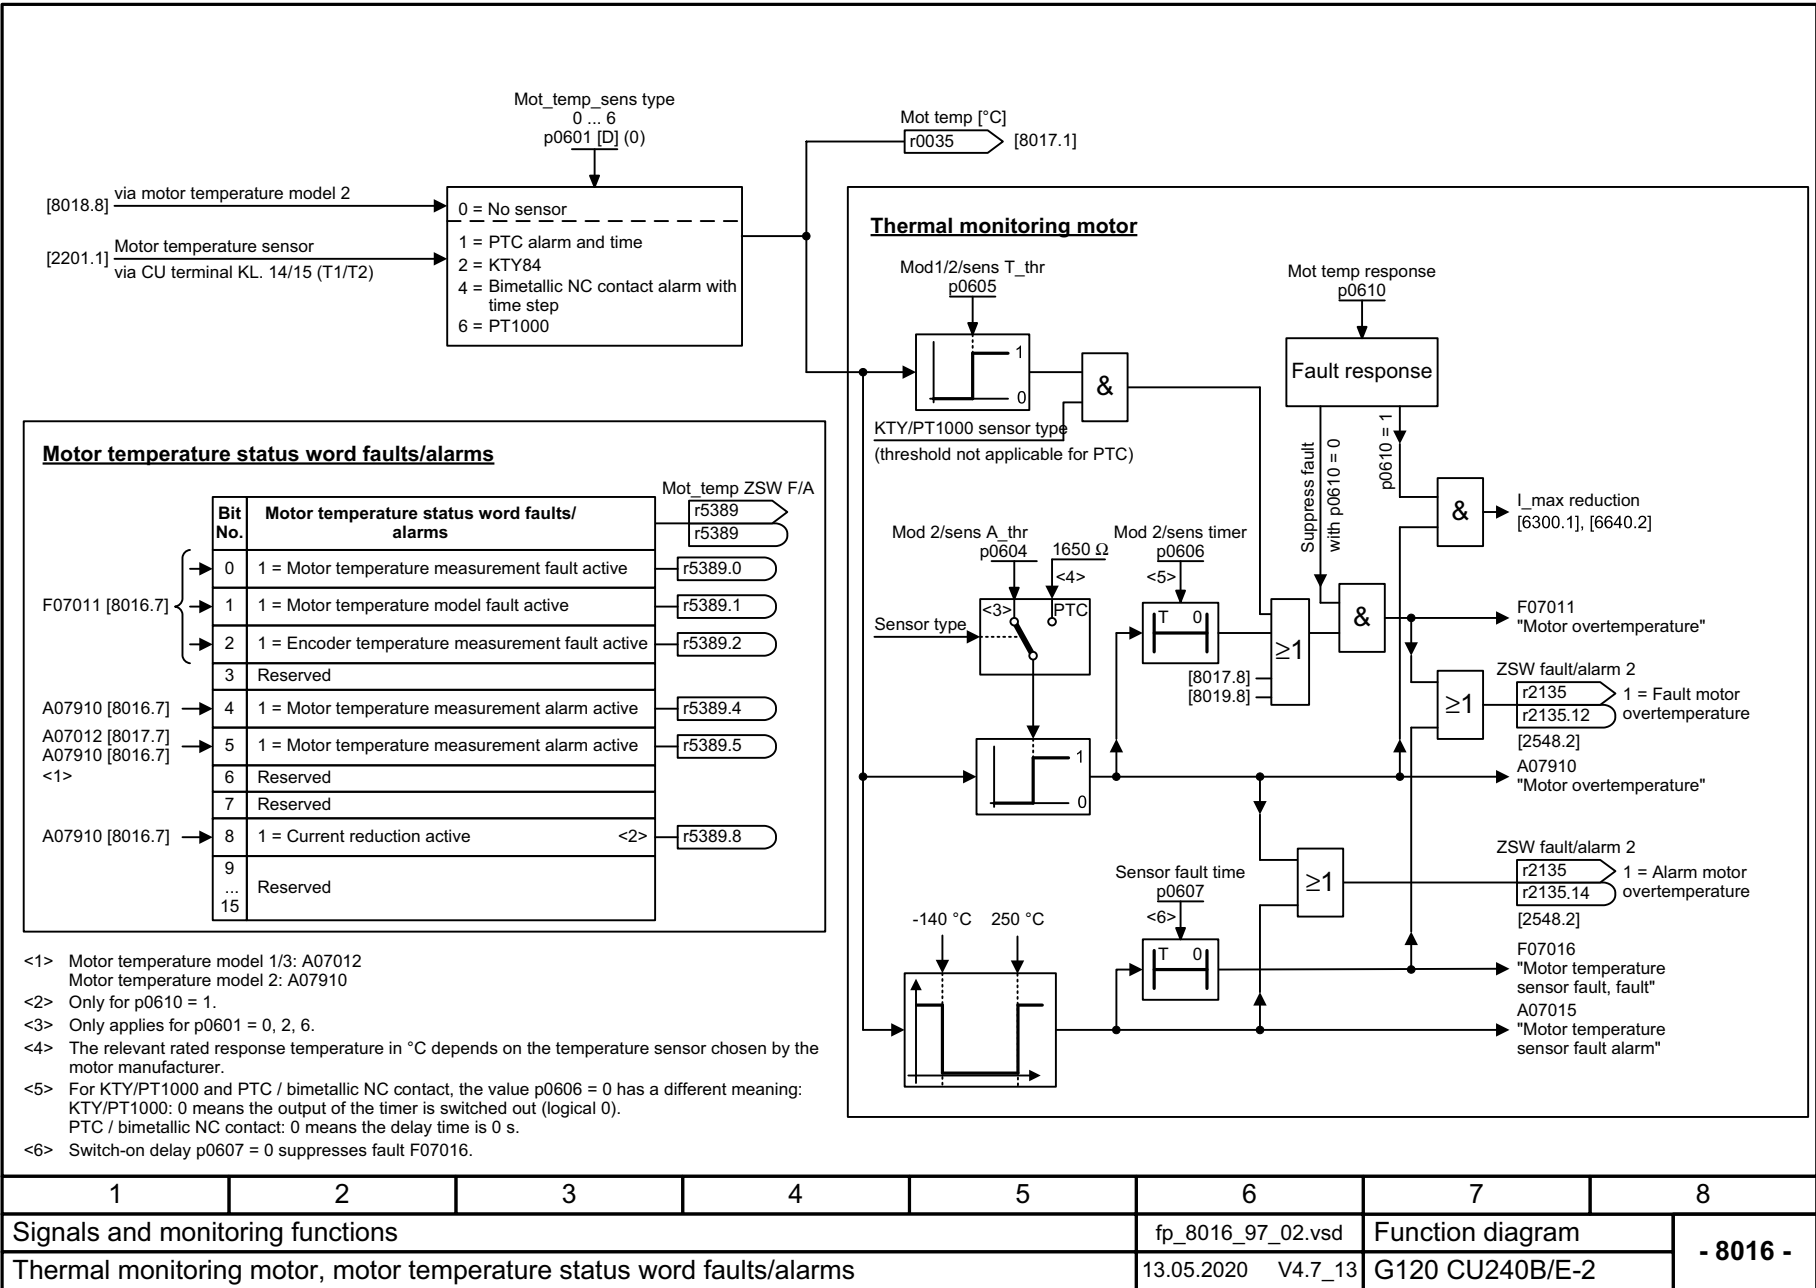 Mot_temp_sens type
0 ... 6
p0601 [D] (0)
[8018.8]
via motor temperature model 2
[2201.1]
Motor temperature sensor
via CU terminal KL. 14/15 (T1/T2)
0 = No sensor
1 = PTC alarm and time
2 = KTY84
4 = Bimetallic NC contact alarm with
time step
6 = PT1000
Mot temp [°C]
r0035
[8017.1]
Thermal monitoring motor
Mod1/2/sens T_thr
p0605
1
0
&
KTY/PT1000 sensor type
(threshold not applicable for PTC)
Mot temp response
p0610
Fault response
Suppress fault
with p0610 = 0
p0610 = 1
&
I_max reduction
[6300.1], [6640.2]
Mod 2/sens A_thr
p0604
1650 Ω
<4>
<3>
PTC
Sensor type
Mod 2/sens timer
p0606
<5>
T 0
[8017.8]
[8019.8]
≥1
&
F07011
"Motor overtemperature"
≥1
ZSW fault/alarm 2
r2135
r2135.12
1 = Fault motor
overtemperature
[2548.2]
1
0
A07910
"Motor overtemperature"
≥1
ZSW fault/alarm 2
r2135
r2135.14
1 = Alarm motor
overtemperature
[2548.2]
Sensor fault time
p0607
<6>
T 0
-140 °C
250 °C
F07016
"Motor temperature
sensor fault, fault"
A07015
"Motor temperature
sensor fault alarm"
Motor temperature status word faults/alarms
Mot_temp ZSW F/A
r5389
r5389
Bit
No.
Motor temperature status word faults/
alarms
F07011 [8016.7]
0 1 = Motor temperature measurement fault active r5389.0
1 1 = Motor temperature model fault active r5389.1
2 1 = Encoder temperature measurement fault active r5389.2
3 Reserved
A07910 [8016.7] 4 1 = Motor temperature measurement alarm active r5389.4
A07012 [8017.7]
A07910 [8016.7]
<1>
5 1 = Motor temperature measurement alarm active r5389.5
6 Reserved
7 Reserved
A07910 [8016.7] 8 1 = Current reduction active <2> r5389.8
9
...
15
Reserved
<1> Motor temperature model 1/3: A07012
Motor temperature model 2: A07910
<2> Only for p0610 = 1.
<3> Only applies for p0601 = 0, 2, 6.
<4> The relevant rated response temperature in °C depends on the temperature sensor chosen by the
motor manufacturer.
<5> For KTY/PT1000 and PTC / bimetallic NC contact, the value p0606 = 0 has a different meaning:
KTY/PT1000: 0 means the output of the timer is switched out (logical 0).
PTC / bimetallic NC contact: 0 means the delay time is 0 s.
<6> Switch-on delay p0607 = 0 suppresses fault F07016.
1 2 3 4 5 6 7 8
Signals and monitoring functions
fp_8016_97_02.vsd
Function diagram
- 8016 -
Thermal monitoring motor, motor temperature status word faults/alarms
13.05.2020 V4.7_13
G120 CU240B/E-2